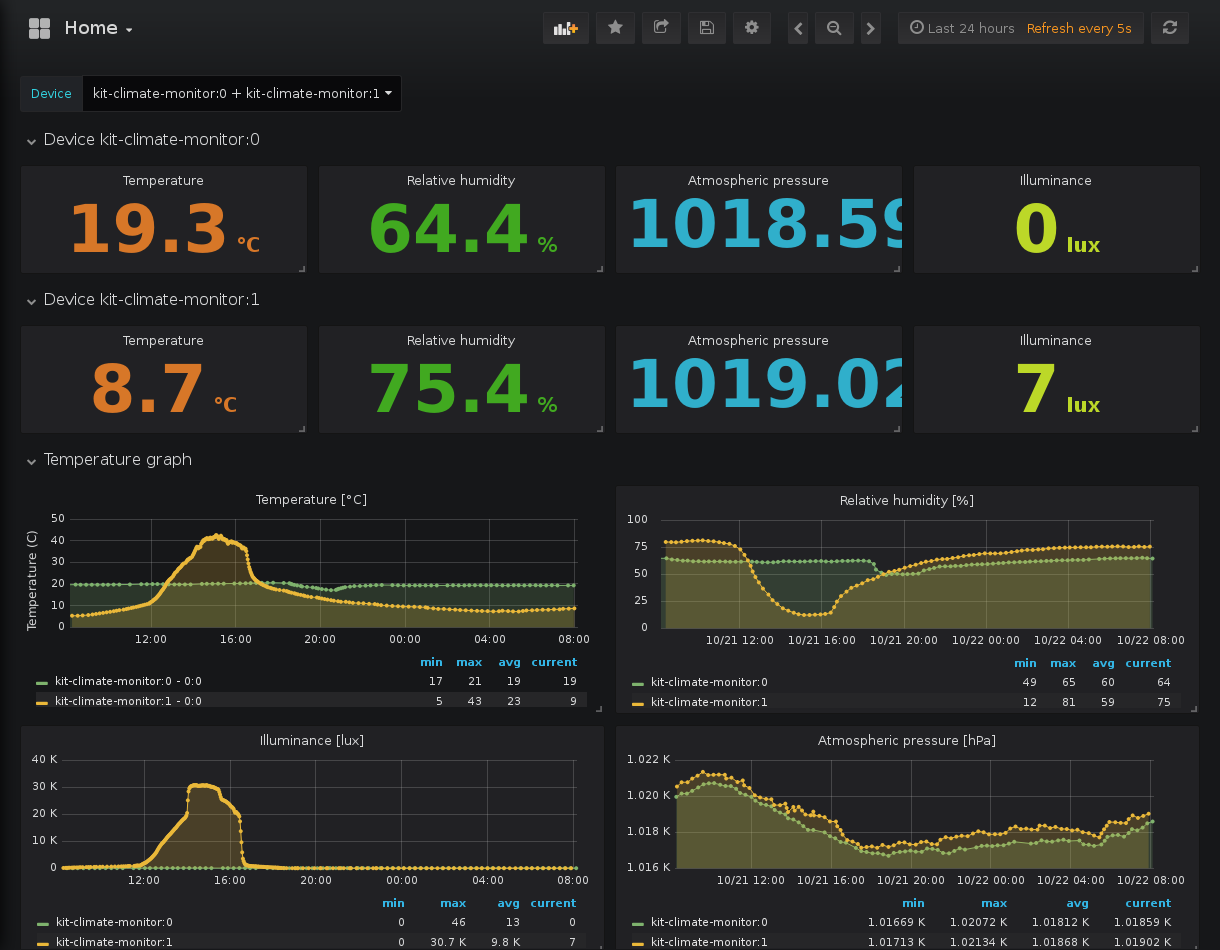 Home
Last 24 hours Refresh every 5s
Device kit-climate-monitor:0 + kit-climate-monitor:1
Device kit-climate-monitor:0
Temperature Relative humidity Atmospheric pressure Illuminance
19.3 °C 64.4 % 1018.59 0 lux
Device kit-climate-monitor:1
Temperature Relative humidity Atmospheric pressure Illuminance
8.7 °C 75.4 % 1019.02 7 lux
Temperature graph
Temperature [°C]
Temperature (C)
50
40
30
20
10
0
12:00 16:00 20:00 00:00 04:00 08:00
min max avg current
kit-climate-monitor:0 - 0:0 17 21 19 19
kit-climate-monitor:1 - 0:0 5 43 23 9
Relative humidity [%]
100
75
50
25
0
10/21 12:00 10/21 16:00 10/21 20:00 10/22 00:00 10/22 04:00 10/22 08:00
min max avg current
kit-climate-monitor:0 49 65 60 64
kit-climate-monitor:1 12 81 59 75
Illuminance [lux]
40 K
30 K
20 K
10 K
0
12:00 16:00 20:00 00:00 04:00 08:00
min max avg current
kit-climate-monitor:0 0 46 13 0
kit-climate-monitor:1 0 30.7 K 9.8 K 7
Atmospheric pressure [hPa]
1.022 K
1.020 K
1.018 K
1.016 K
10/21 12:00 10/21 16:00 10/21 20:00 10/22 00:00 10/22 04:00 10/22 08:00
min max avg current
kit-climate-monitor:0 1.01669 K 1.02072 K 1.01812 K 1.01859 K
kit-climate-monitor:1 1.01713 K 1.02134 K 1.01868 K 1.01902 K